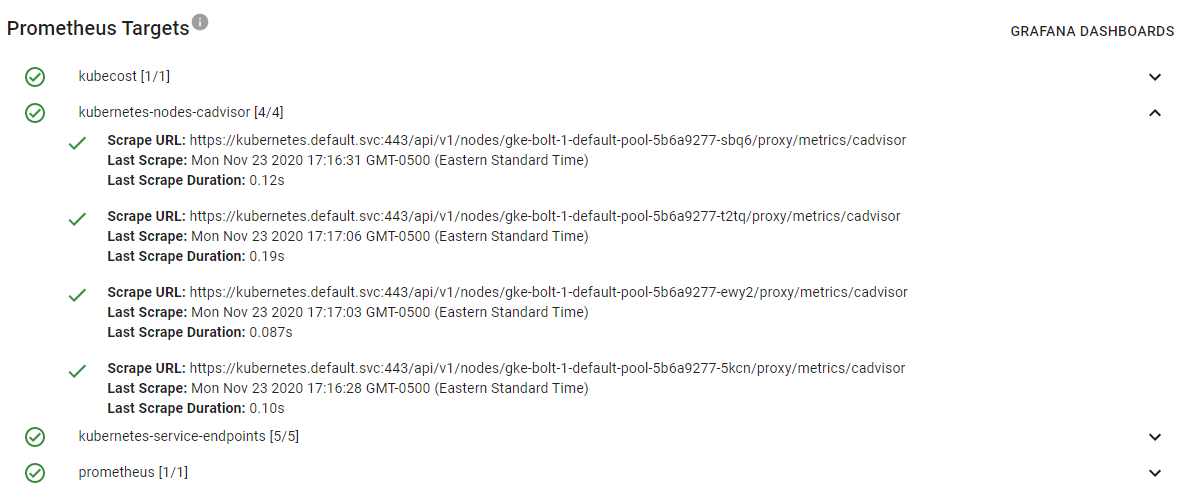 Prometheus Targets
GRAFANA DASHBOARDS
kubecost [1/1]
kubernetes-nodes-cadvisor [4/4]
Scrape URL: https://kubernetes.default.svc:443/api/v1/nodes/gke-bolt-1-default-pool-5b6a9277-sbq6/proxy/metrics/cadvisor
Last Scrape: Mon Nov 23 2020 17:16:31 GMT-0500 (Eastern Standard Time)
Last Scrape Duration: 0.12s
Scrape URL: https://kubernetes.default.svc:443/api/v1/nodes/gke-bolt-1-default-pool-5b6a9277-t2tq/proxy/metrics/cadvisor
Last Scrape: Mon Nov 23 2020 17:17:06 GMT-0500 (Eastern Standard Time)
Last Scrape Duration: 0.19s
Scrape URL: https://kubernetes.default.svc:443/api/v1/nodes/gke-bolt-1-default-pool-5b6a9277-ewy2/proxy/metrics/cadvisor
Last Scrape: Mon Nov 23 2020 17:17:03 GMT-0500 (Eastern Standard Time)
Last Scrape Duration: 0.087s
Scrape URL: https://kubernetes.default.svc:443/api/v1/nodes/gke-bolt-1-default-pool-5b6a9277-5kcn/proxy/metrics/cadvisor
Last Scrape: Mon Nov 23 2020 17:16:28 GMT-0500 (Eastern Standard Time)
Last Scrape Duration: 0.10s
kubernetes-service-endpoints [5/5]
prometheus [1/1]